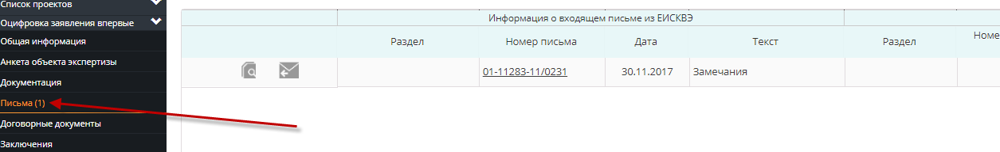 Список проектов
Оцифровка заявления впервые
Общая информация
Анкета объекта экспертизы
Документация
Письма (1)
Договорные документы
Заключения
Информация о входящем письме из ЕИСКВЭ
Раздел Номер письма Дата Текст Раздел Номе
01-11283-11/0231 30.11.2017 Замечания